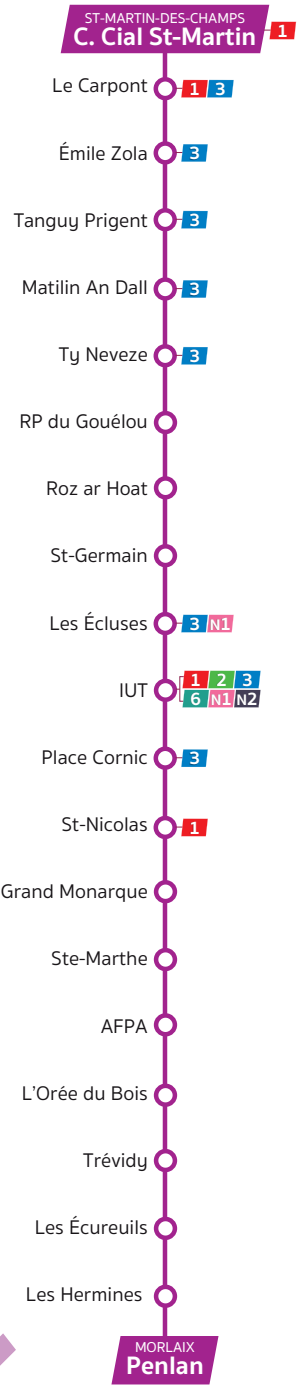 ST-MARTIN-DES-CHAMPS
C. Cial St-Martin 1
Le Carpont 1 3
Émile Zola 3
Tanguy Prigent 3
Matilin An Dall 3
Ty Neveze 3
RP du Gouélou
Roz ar Hoat
St-Germain
Les Écluses 3 N1
IUT 1 2 3
6 N1 N2
Place Cornic 3
St-Nicolas 1
Grand Monarque
Ste-Marthe
AFPA
L'Orée du Bois
Trévidy
Les Écureuils
Les Hermines
MORLAIX
Penlan